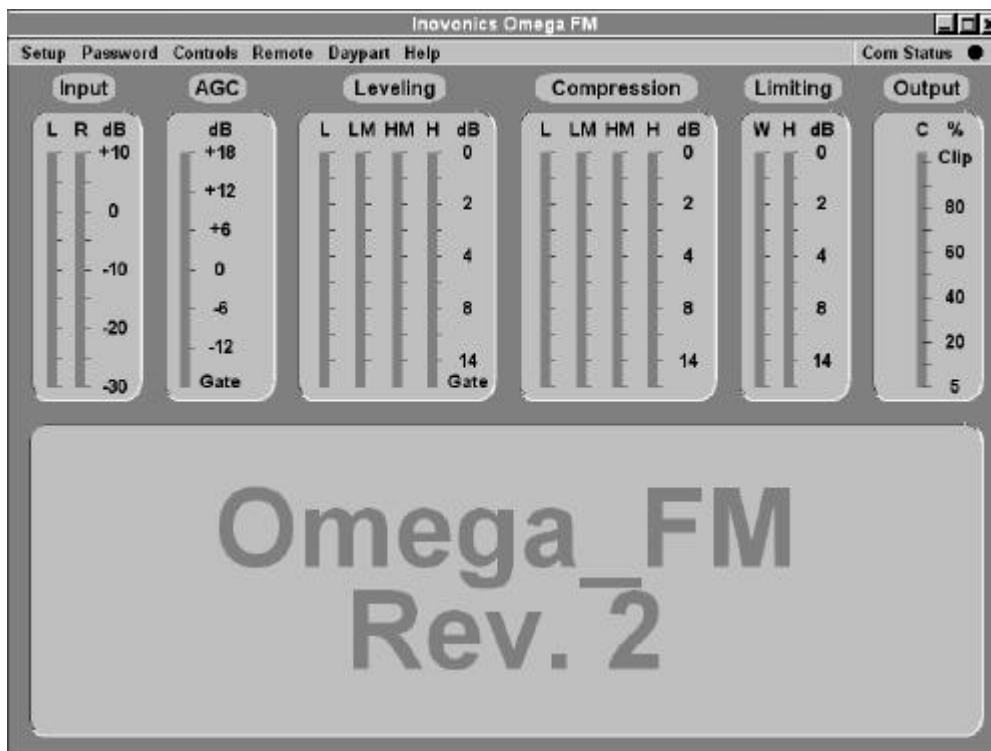 Inovonics Omega FM
Setup Password Controls Remote Daypart Help Com Status
Input AGC Leveling Compression Limiting Output
L R dB dB L LM HM H dB L LM HM H dB W H dB C %
+10 +18 0 0 0 Clip
0 +12 2 2 2 80
+6
-10 0 4 4 4 60
-6 8 8 8 40
-20 -12 14 14 14 20
-30 Gate Gate 5
Omega_FM
Rev. 2